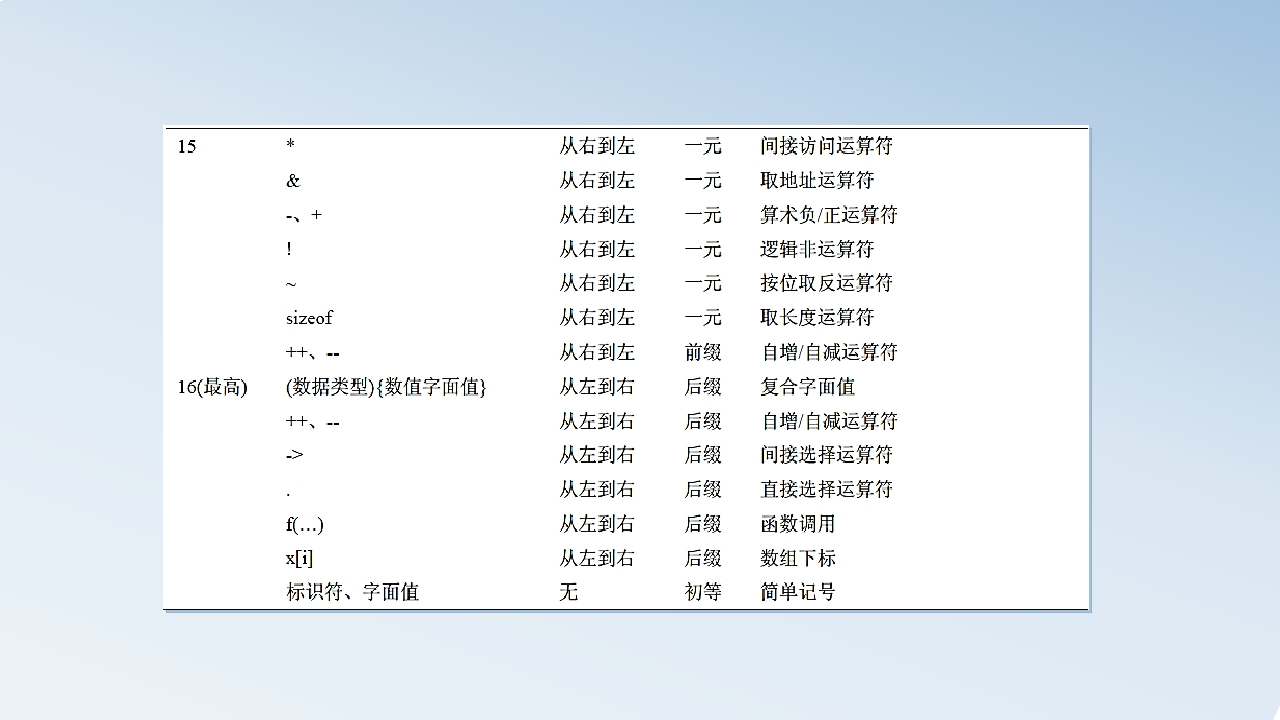 15 * 从右到左 一元 间接访问运算符
& 从右到左 一元 取地址运算符
-、+ 从右到左 一元 算术负/正运算符
! 从右到左 一元 逻辑非运算符
~ 从右到左 一元 按位取反运算符
sizeof 从右到左 一元 取长度运算符
++、-- 从右到左 前缀 自增/自减运算符
16(最高) (数据类型){数值字面值} 从左到右 后缀 复合字面值
++、-- 从左到右 后缀 自增/自减运算符
-> 从左到右 后缀 间接选择运算符
. 从左到右 后缀 直接选择运算符
f(…) 从左到右 后缀 函数调用
x[i] 从左到右 后缀 数组下标
标识符、字面值 无 初等 简单记号